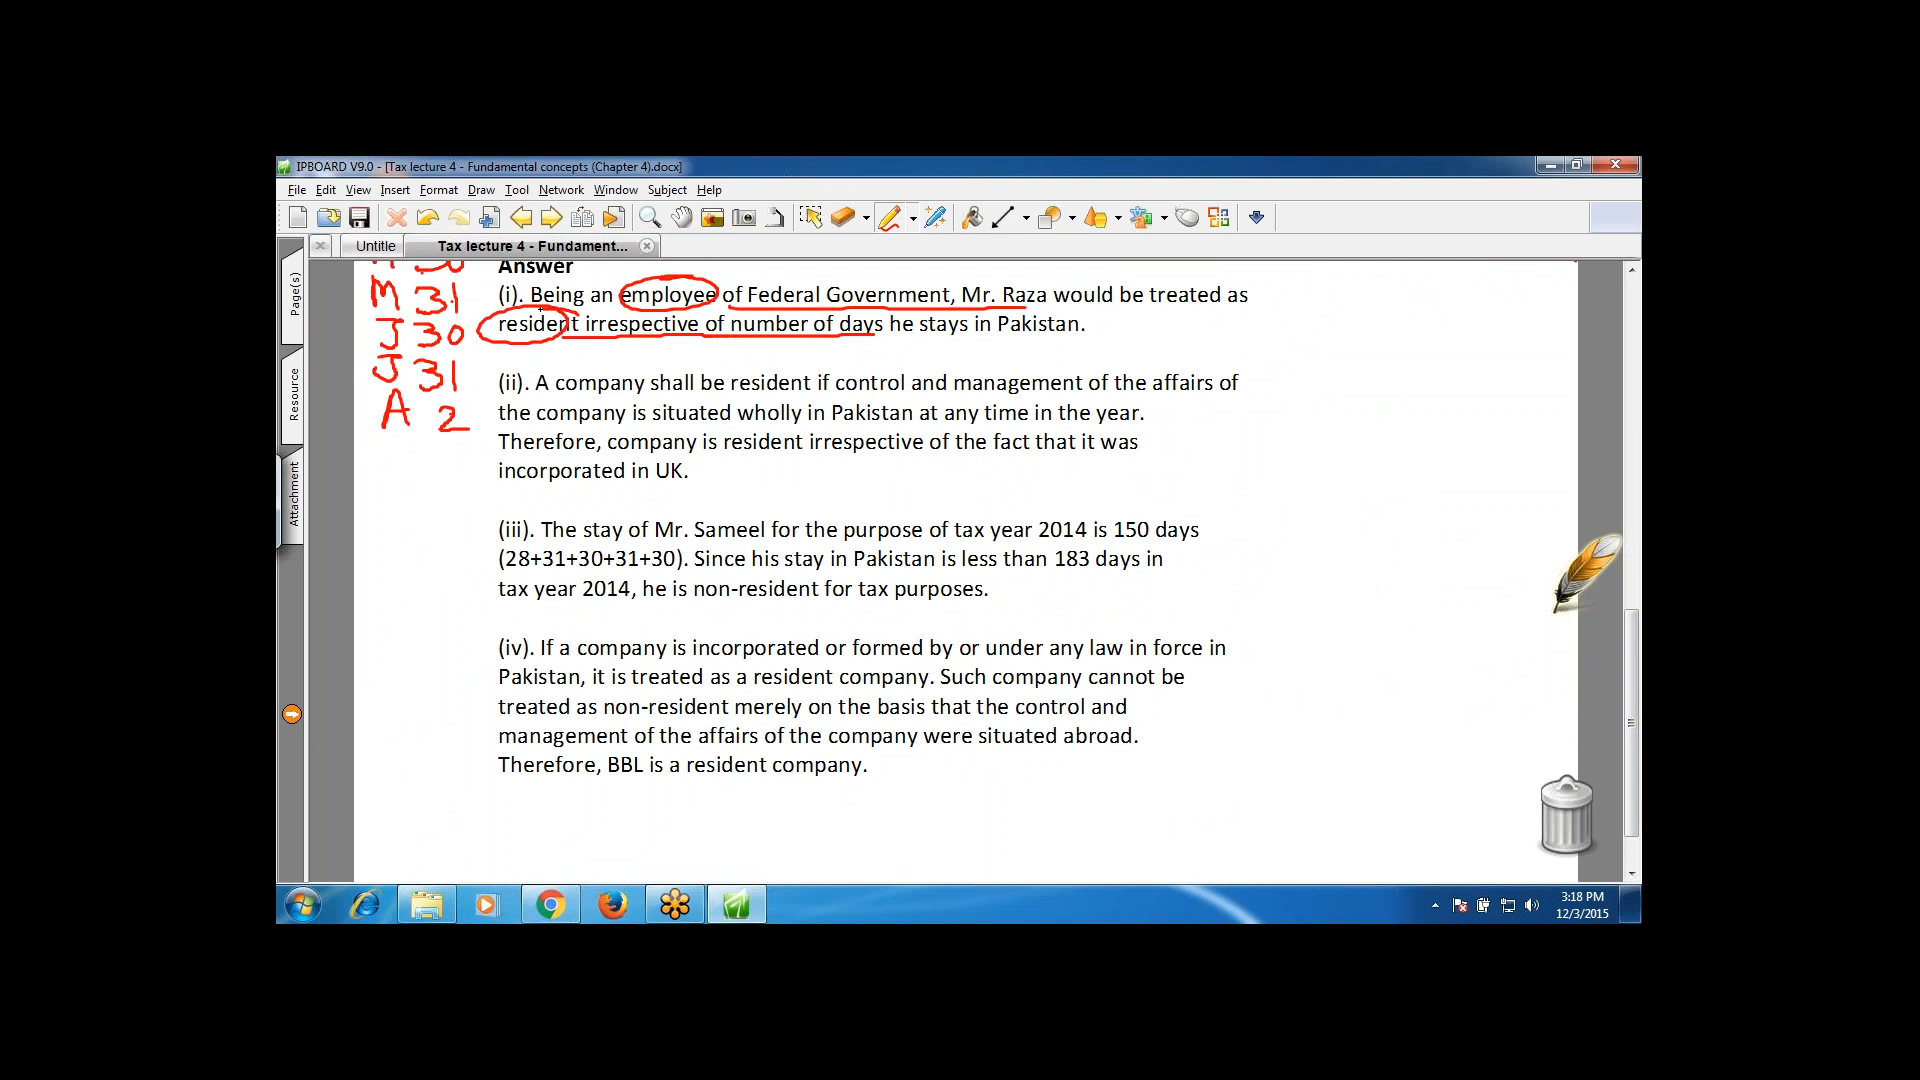 IPBOARD V9.0 - [Tax lecture 4 - Fundamental concepts (Chapter 4).docx]
File Edit View Insert Format Draw Tool Network Window Subject Help
Untitle Tax lecture 4 - Fundament...
Page(s)
Resource
Attachment
Answer
(i). Being an employee of Federal Government, Mr. Raza would be treated as
resident irrespective of number of days he stays in Pakistan.
M 31
J 30
J 31
A 2
(ii). A company shall be resident if control and management of the affairs of
the company is situated wholly in Pakistan at any time in the year.
Therefore, company is resident irrespective of the fact that it was
incorporated in UK.
(iii). The stay of Mr. Sameel for the purpose of tax year 2014 is 150 days
(28+31+30+31+30). Since his stay in Pakistan is less than 183 days in
tax year 2014, he is non-resident for tax purposes.
(iv). If a company is incorporated or formed by or under any law in force in
Pakistan, it is treated as a resident company. Such company cannot be
treated as non-resident merely on the basis that the control and
management of the affairs of the company were situated abroad.
Therefore, BBL is a resident company.
3:18 PM
12/3/2015